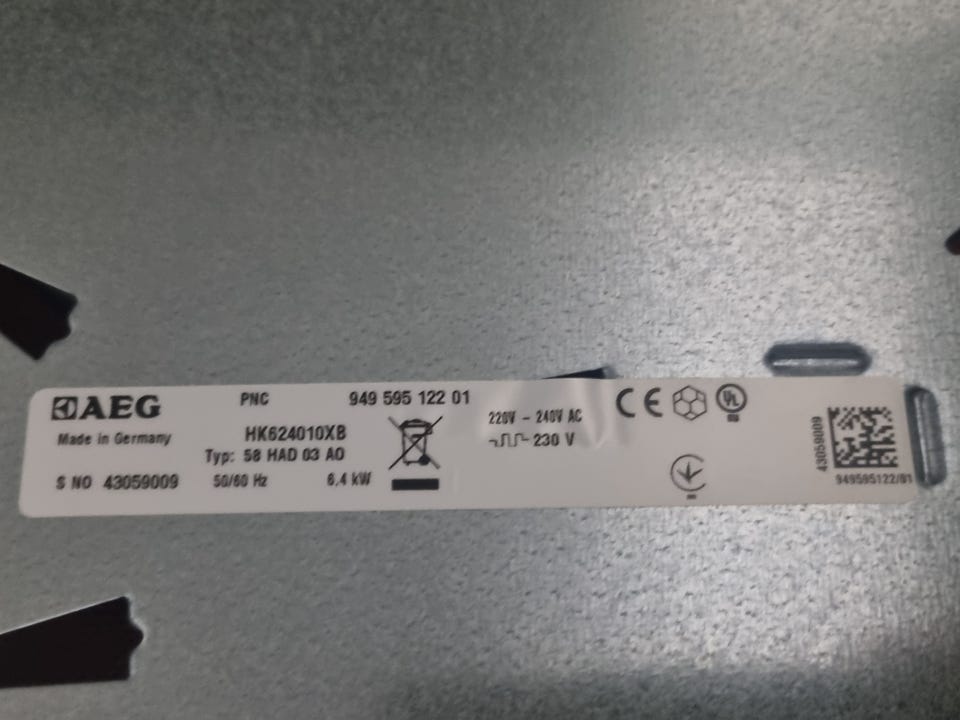 AEG PNC 949 595 122 01
Made in Germany HK624010XB 220V - 240V AC
Typ: 58 HAD 03 AO 230 V
S NO 43059009 50/60 Hz 6,4 kW
CE
UL
43059009
949595122/01